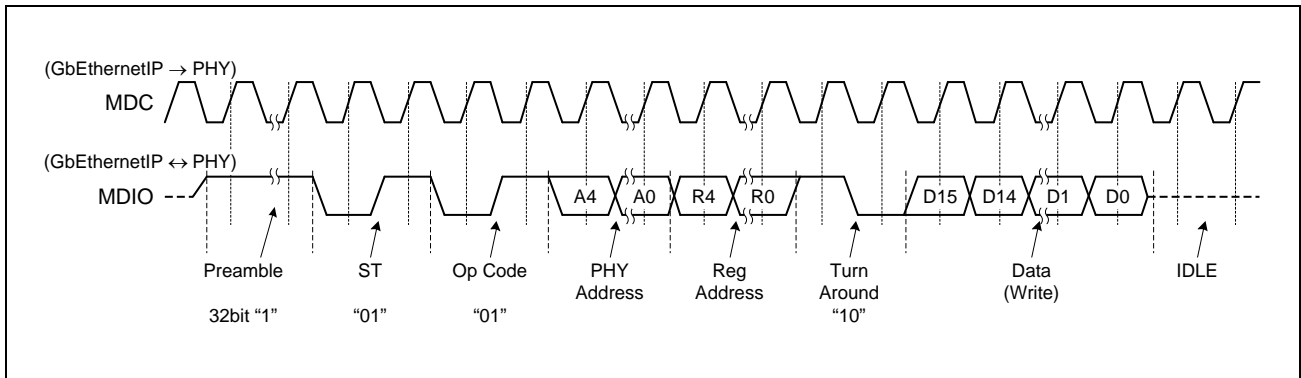 (GbEthernetIP → PHY)
MDC
(GbEthernetIP ↔ PHY)
MDIO
A4 A0 R4 R0 D15 D14 D1 D0
Preamble ST Op Code PHY Reg Turn Data IDLE
Address Address Around (Write)
32bit “1” “01” “01” “10”